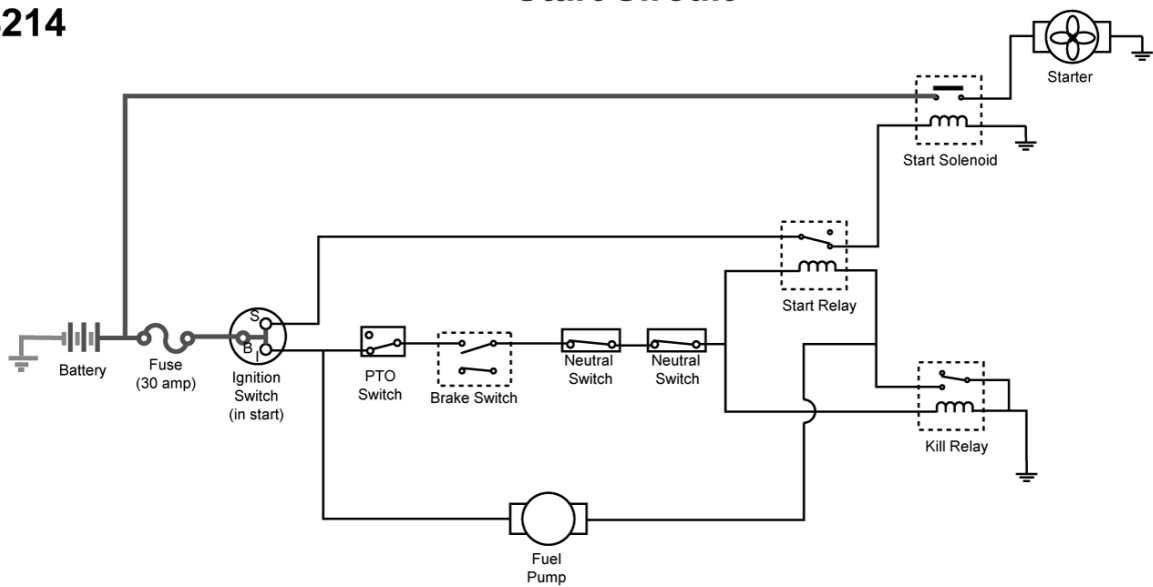 214
Starter
Start Solenoid
Start Relay
S
B
I
Battery
Fuse
(30 amp)
Ignition
Switch
(in start)
PTO
Switch
Brake Switch
Neutral
Switch
Neutral
Switch
Kill Relay
Fuel
Pump